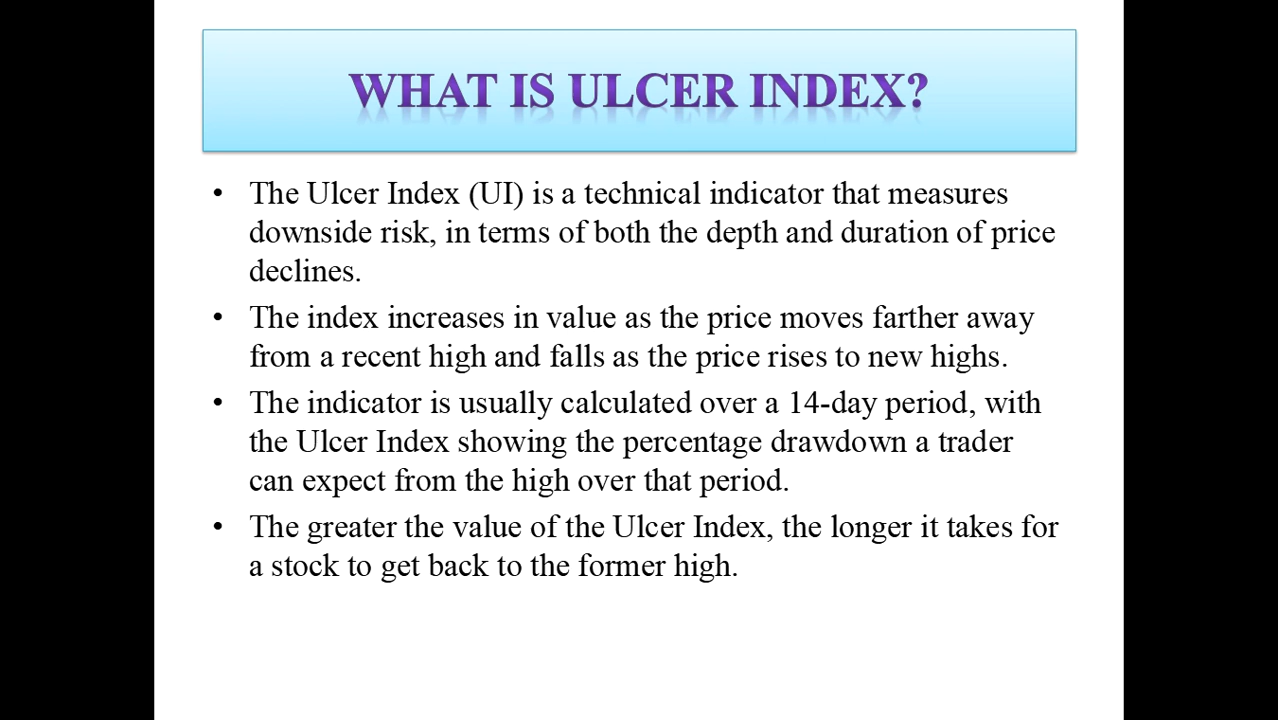 WHAT IS ULCER INDEX?
• The Ulcer Index (UI) is a technical indicator that measures
downside risk, in terms of both the depth and duration of price
declines.
• The index increases in value as the price moves farther away
from a recent high and falls as the price rises to new highs.
• The indicator is usually calculated over a 14-day period, with
the Ulcer Index showing the percentage drawdown a trader
can expect from the high over that period.
• The greater the value of the Ulcer Index, the longer it takes for
a stock to get back to the former high.